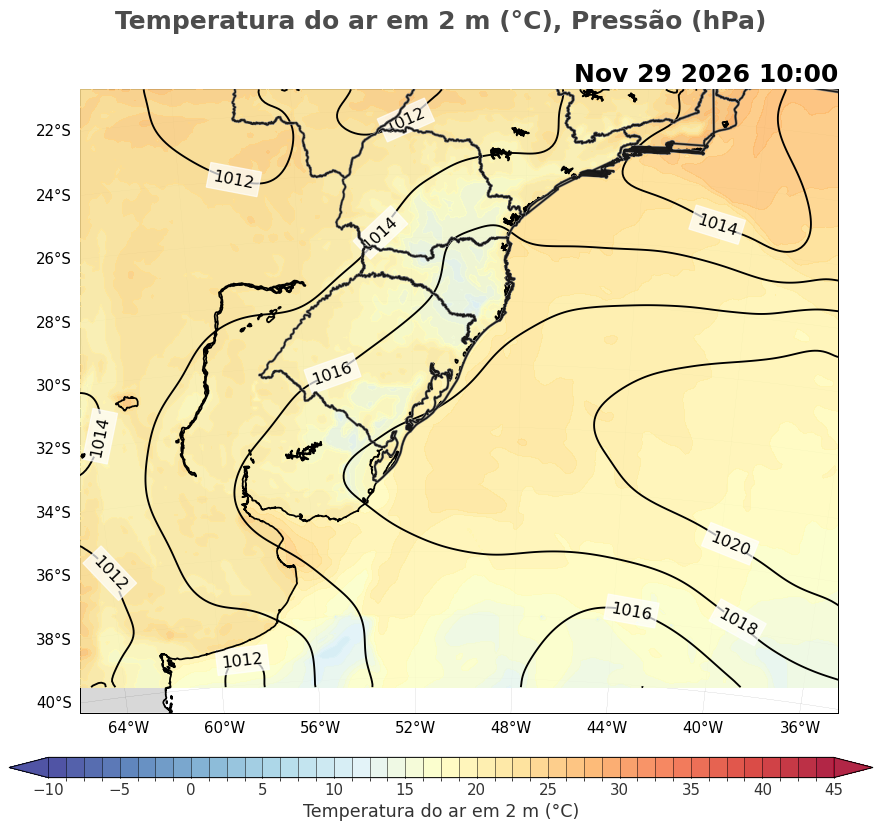 Temperatura do ar em 2 m (°C), Pressão (hPa)
Nov 29 2026 10:00
22°S
24°S
26°S
28°S
30°S
32°S
34°S
36°S
38°S
40°S
1012
1012
1014
1014
1016
1014
1012
1020
1016
1018
1012
64°W 60°W 56°W 52°W 48°W 44°W 40°W 36°W
−10 −5 0 5 10 15 20 25 30 35 40 45
Temperatura do ar em 2 m (°C)